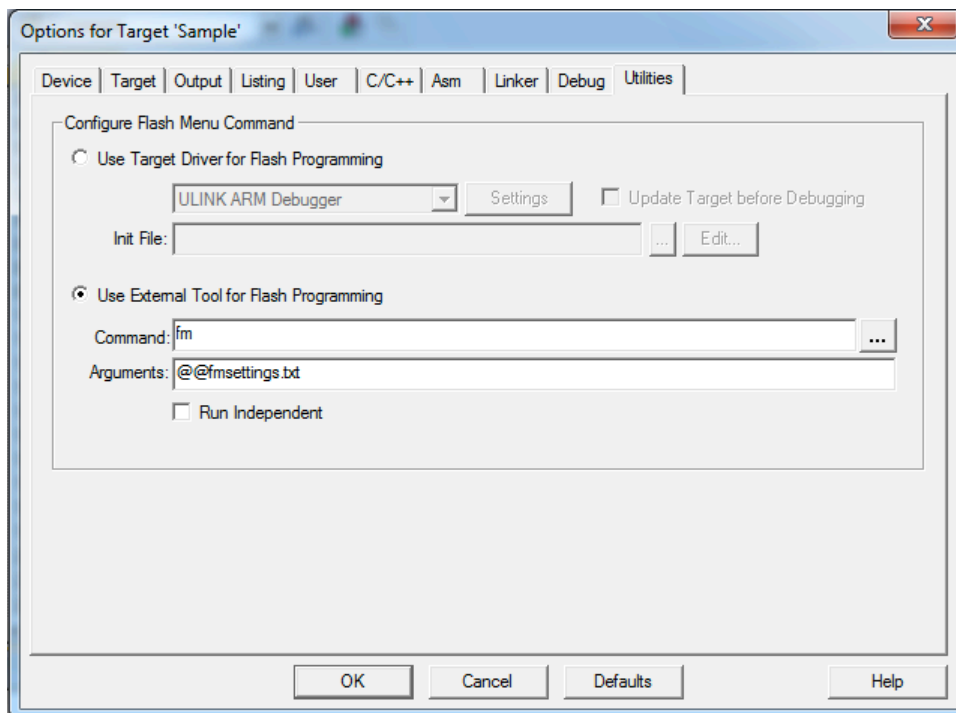 Options for Target 'Sample'
Device Target Output Listing User C/C++ Asm Linker Debug Utilities
Configure Flash Menu Command
Use Target Driver for Flash Programming
ULINK ARM Debugger Settings Update Target before Debugging
Init File: ... Edit...
Use External Tool for Flash Programming
Command: fm ...
Arguments: @@fmsettings.txt
Run Independent
OK Cancel Defaults Help